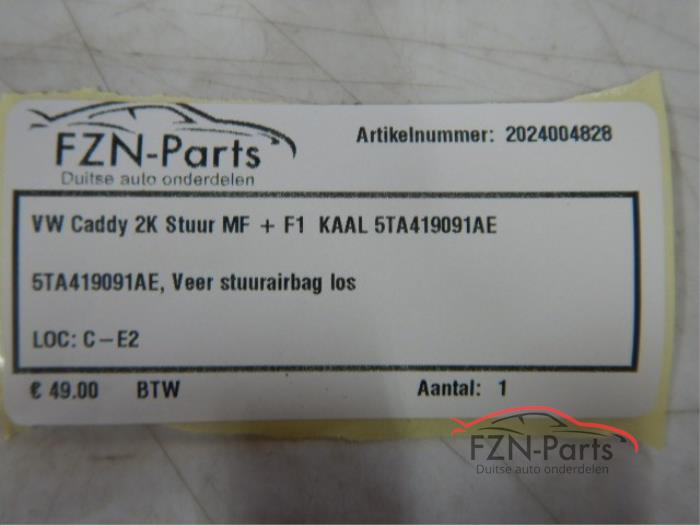 FZN-Parts
Duitse auto onderdelen
Artikelnummer: 2024004828
VW Caddy 2K Stuur MF + F1 KAAL 5TA419091AE
5TA419091AE, Veer stuurairbag los
LOC: C-E2
€ 49.00 BTW Aantal: 1
FZN-Parts
Duitse auto onderdelen